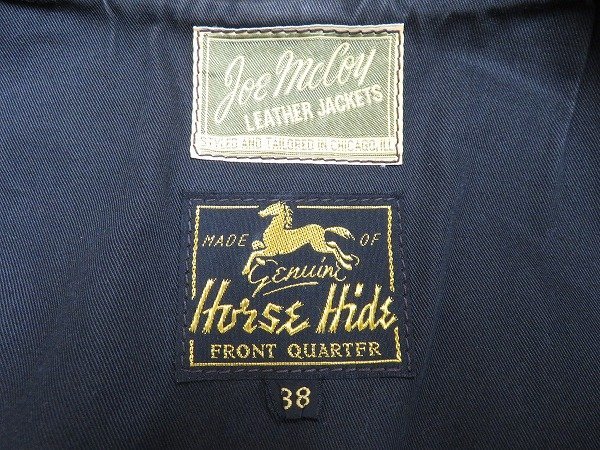 Joe McCoy
LEATHER JACKETS
STYLED AND TAILORED IN CHICAGO, ILL.
MADE OF
Genuine
Horse Hide
FRONT QUARTER
38